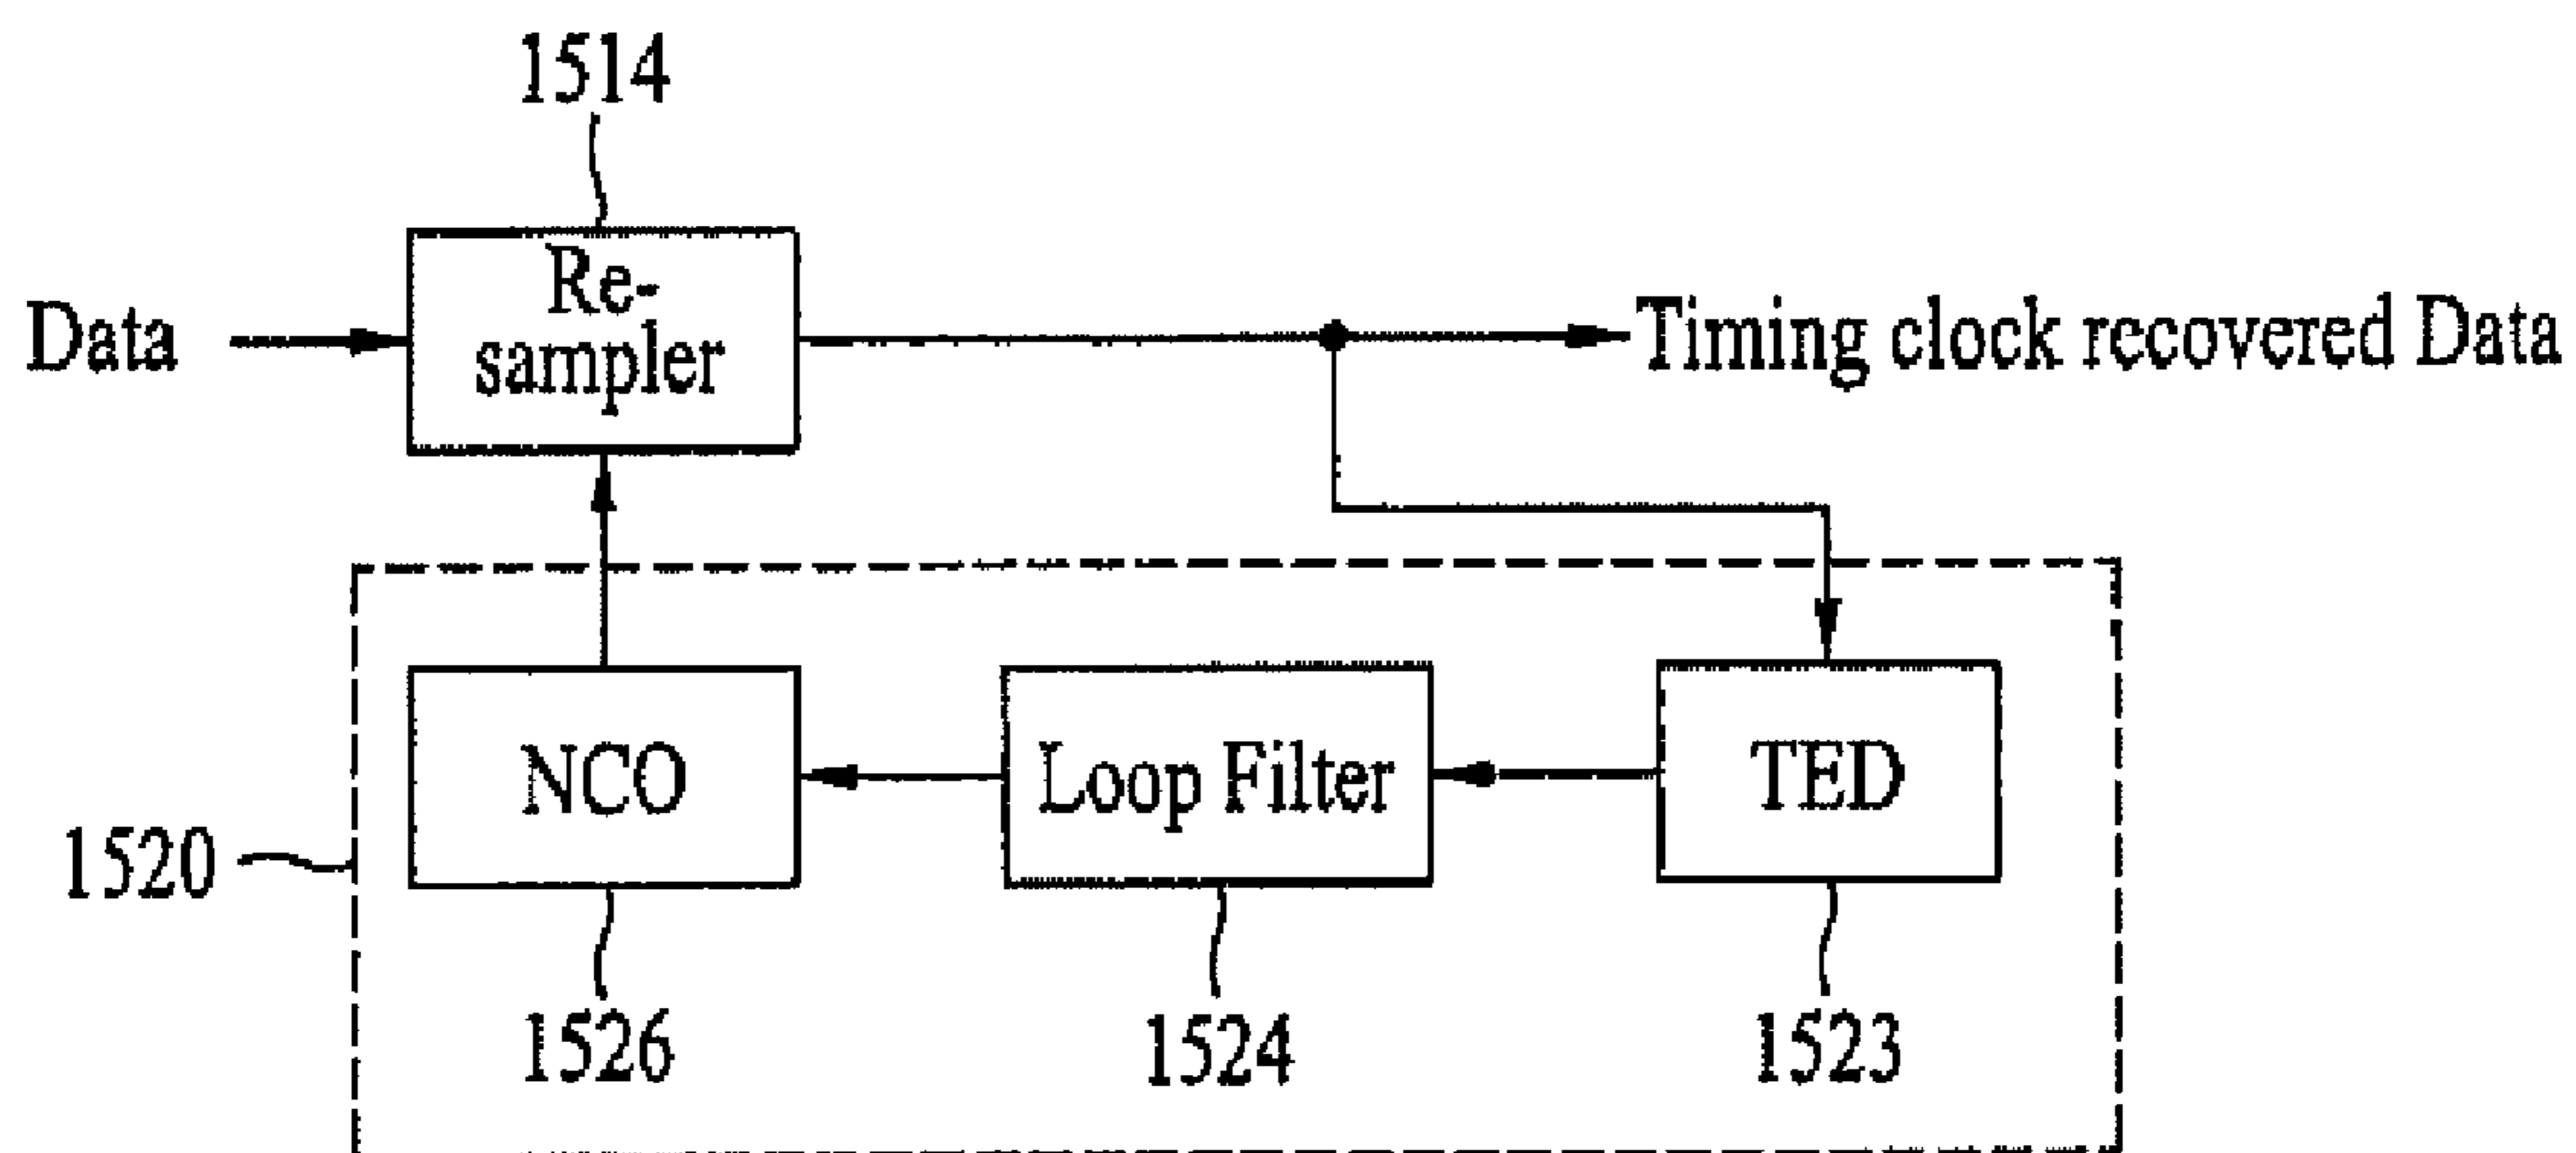 1514
Data
Re-
sampler
Timing clock recovered Data
NCO
Loop Filter
TED
1520
1526
1524
1523